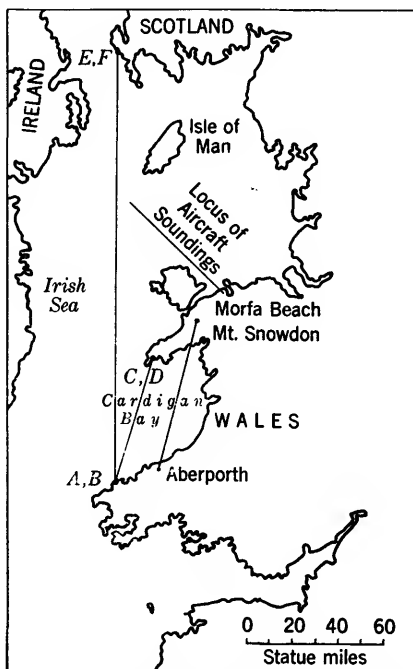 SCOTLAND
E,F
IRELAND
Isle of
Man
Locus of
Aircraft
Soundings
Irish
Sea
Morfa Beach
Mt. Snowdon
C, D
Cardigan
Bay
WALES
A,B
Aberporth
0 20 40 60
Statue miles